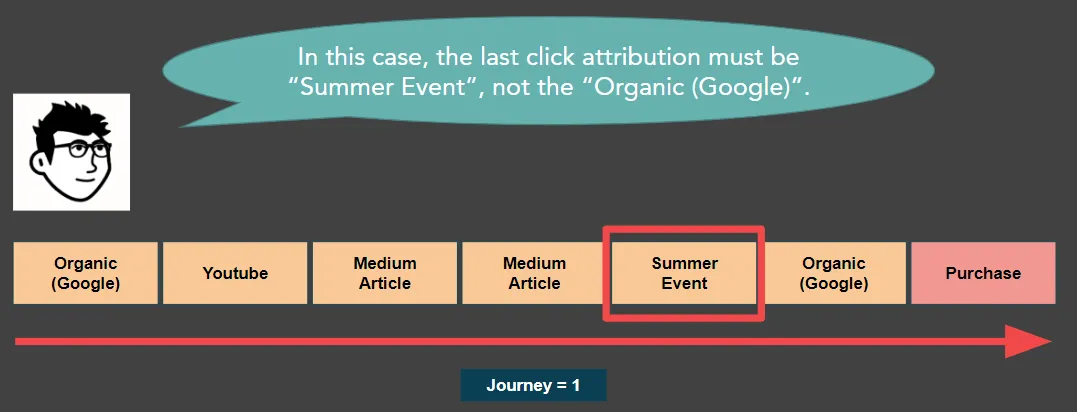 In this case, the last click attribution must be
“Summer Event”, not the “Organic (Google)”.
Organic
(Google)
Youtube
Medium
Article
Medium
Article
Summer
Event
Organic
(Google)
Purchase
Journey = 1